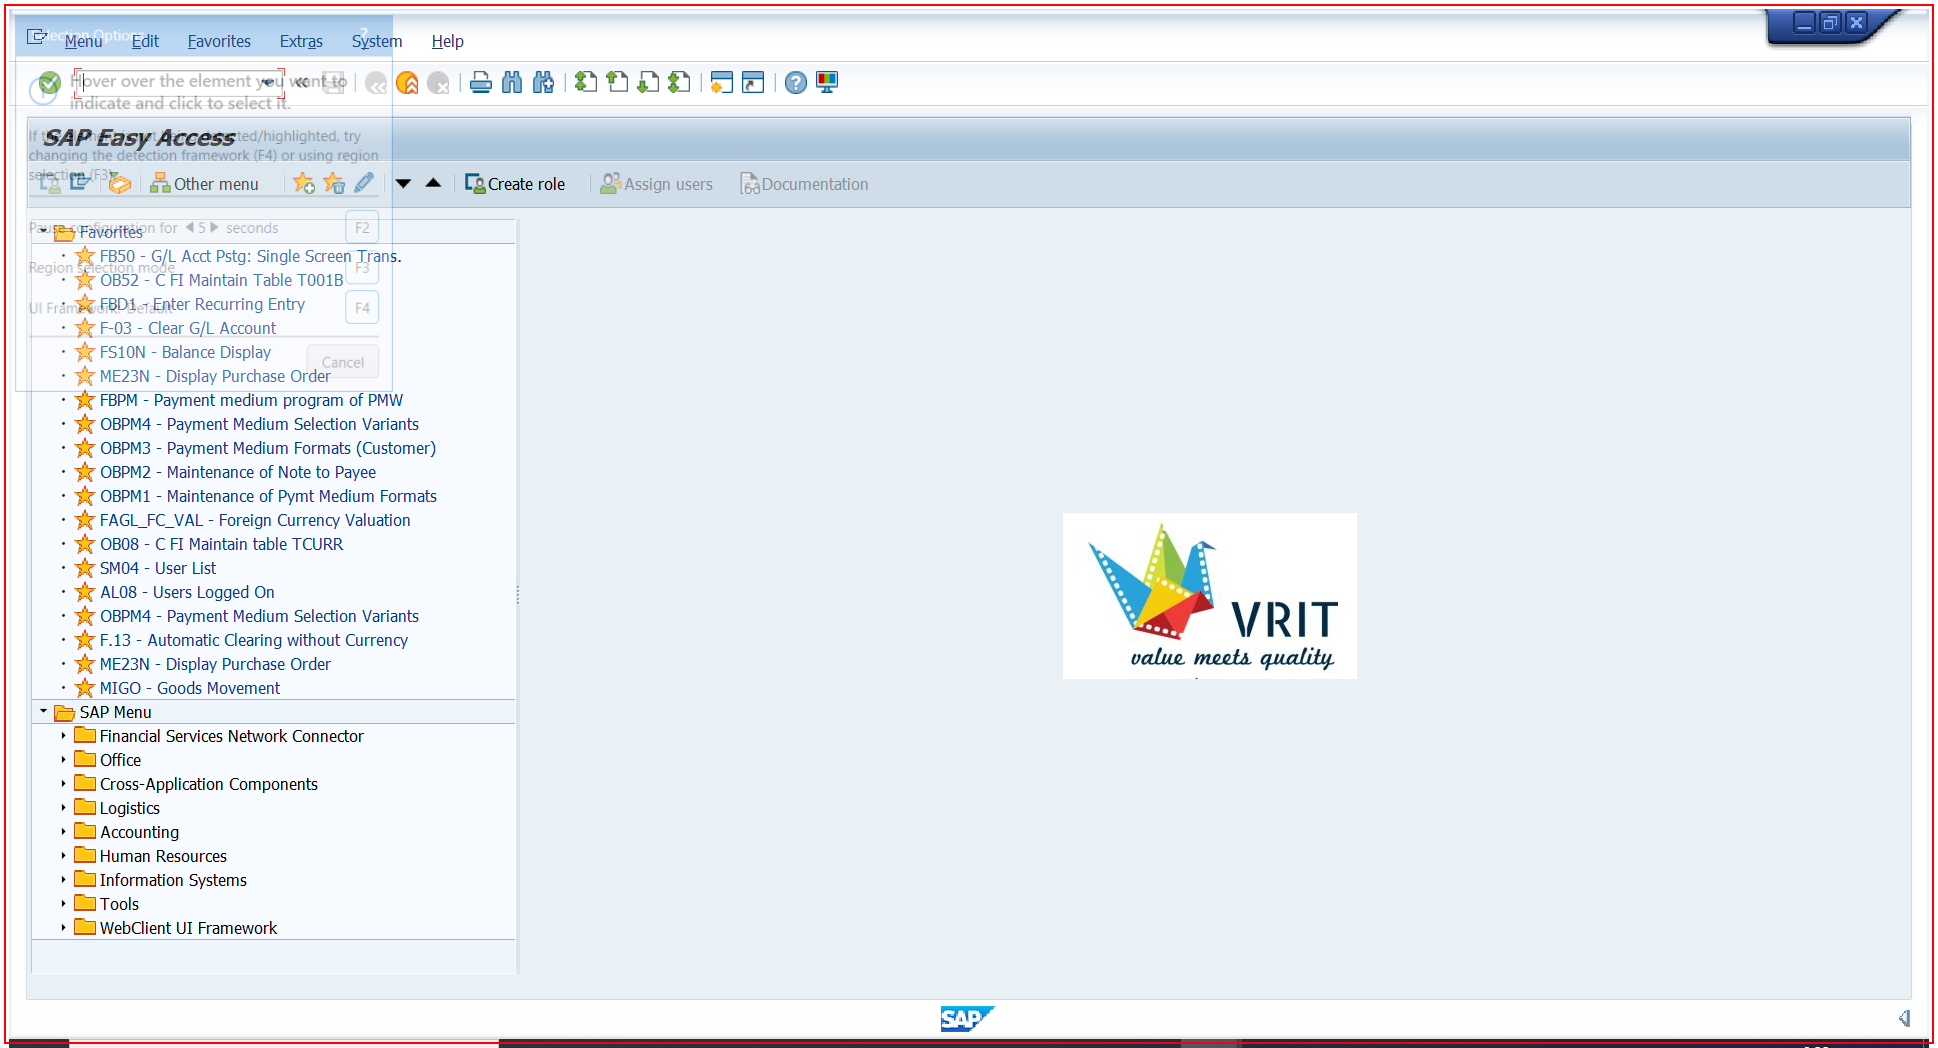 Selection Options
?
Menu Edit Favorites Extras System Help
Hover over the element you want to
indicate and click to select it.
SAP Easy Access
changing the detection framework (F4) or using region
selection (F3)
Other menu Create role Assign users Documentation
Pause configuration for 5 seconds F2
Favorites
FB50 - G/L Acct Pstg: Single Screen Trans.
Region selection mode F3
OB52 - C FI Maintain Table T001B
FBD1 - Enter Recurring Entry
UI Framework: Default F4
F-03 - Clear G/L Account
FS10N - Balance Display
Cancel
ME23N - Display Purchase Order
FBPM - Payment medium program of PMW
OBPM4 - Payment Medium Selection Variants
OBPM3 - Payment Medium Formats (Customer)
OBPM2 - Maintenance of Note to Payee
OBPM1 - Maintenance of Pymt Medium Formats
FAGL_FC_VAL - Foreign Currency Valuation
OB08 - C FI Maintain table TCURR
SM04 - User List
AL08 - Users Logged On
OBPM4 - Payment Medium Selection Variants
F.13 - Automatic Clearing without Currency
ME23N - Display Purchase Order
MIGO - Goods Movement
SAP Menu
Financial Services Network Connector
Office
Cross-Application Components
Logistics
Accounting
Human Resources
Information Systems
Tools
WebClient UI Framework
VRIT
value meets quality
SAP